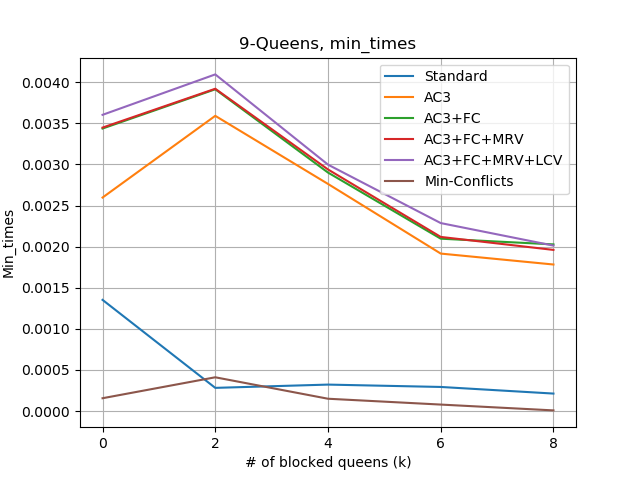 9-Queens, min_times
Standard
AC3
AC3+FC
AC3+FC+MRV
AC3+FC+MRV+LCV
Min-Conflicts
Min_times
0.0040
0.0035
0.0030
0.0025
0.0020
0.0015
0.0010
0.0005
0.0000
0 2 4 6 8
# of blocked queens (k)